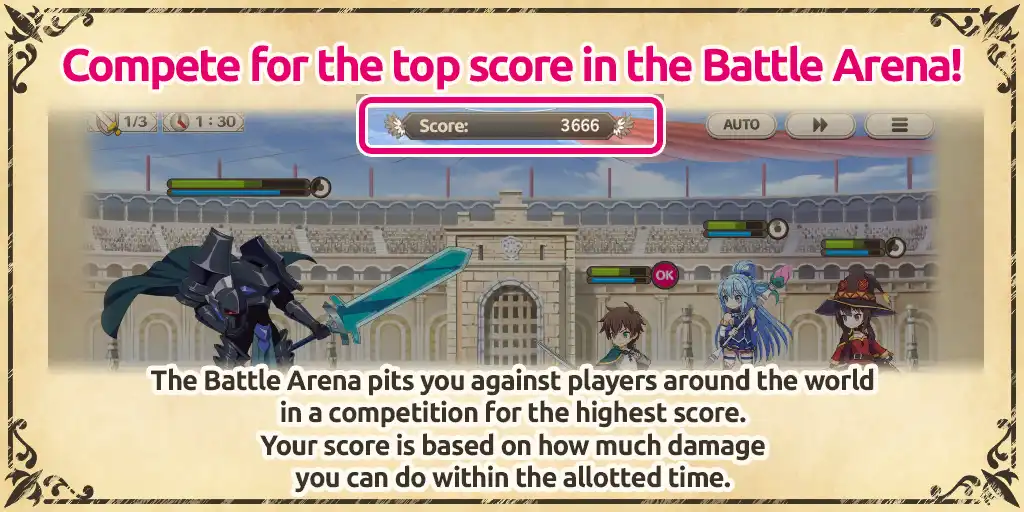 Compete for the top score in the Battle Arena!
1/3
1:30
Score: 3666
AUTO
OK
The Battle Arena pits you against players around the world
in a competition for the highest score.
Your score is based on how much damage
you can do within the allotted time.